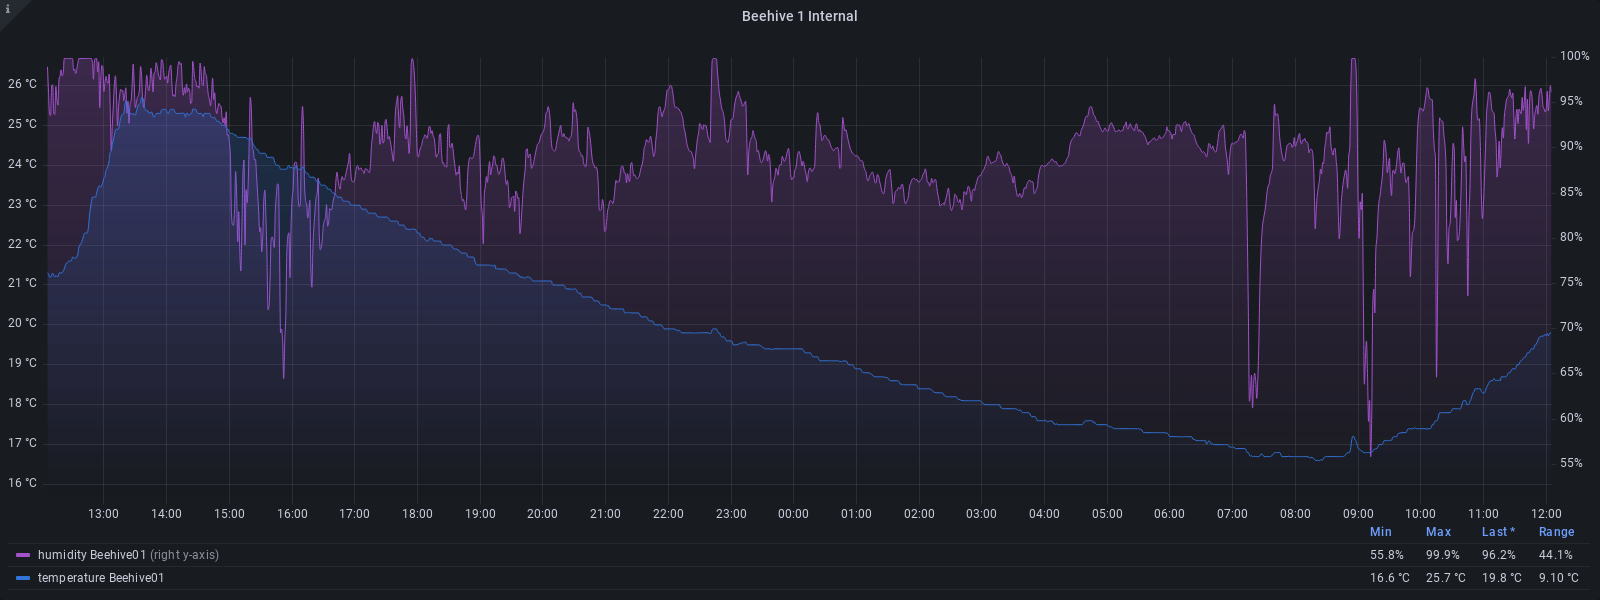 i
Beehive 1 Internal
26 °C
25 °C
24 °C
23 °C
22 °C
21 °C
20 °C
19 °C
18 °C
17 °C
16 °C
100%
95%
90%
85%
80%
75%
70%
65%
60%
55%
13:00 14:00 15:00 16:00 17:00 18:00 19:00 20:00 21:00 22:00 23:00 00:00 01:00 02:00 03:00 04:00 05:00 06:00 07:00 08:00 09:00 10:00 11:00 12:00
Min Max Last * Range
humidity Beehive01 (right y-axis) 55.8% 99.9% 96.2% 44.1%
temperature Beehive01 16.6 °C 25.7 °C 19.8 °C 9.10 °C